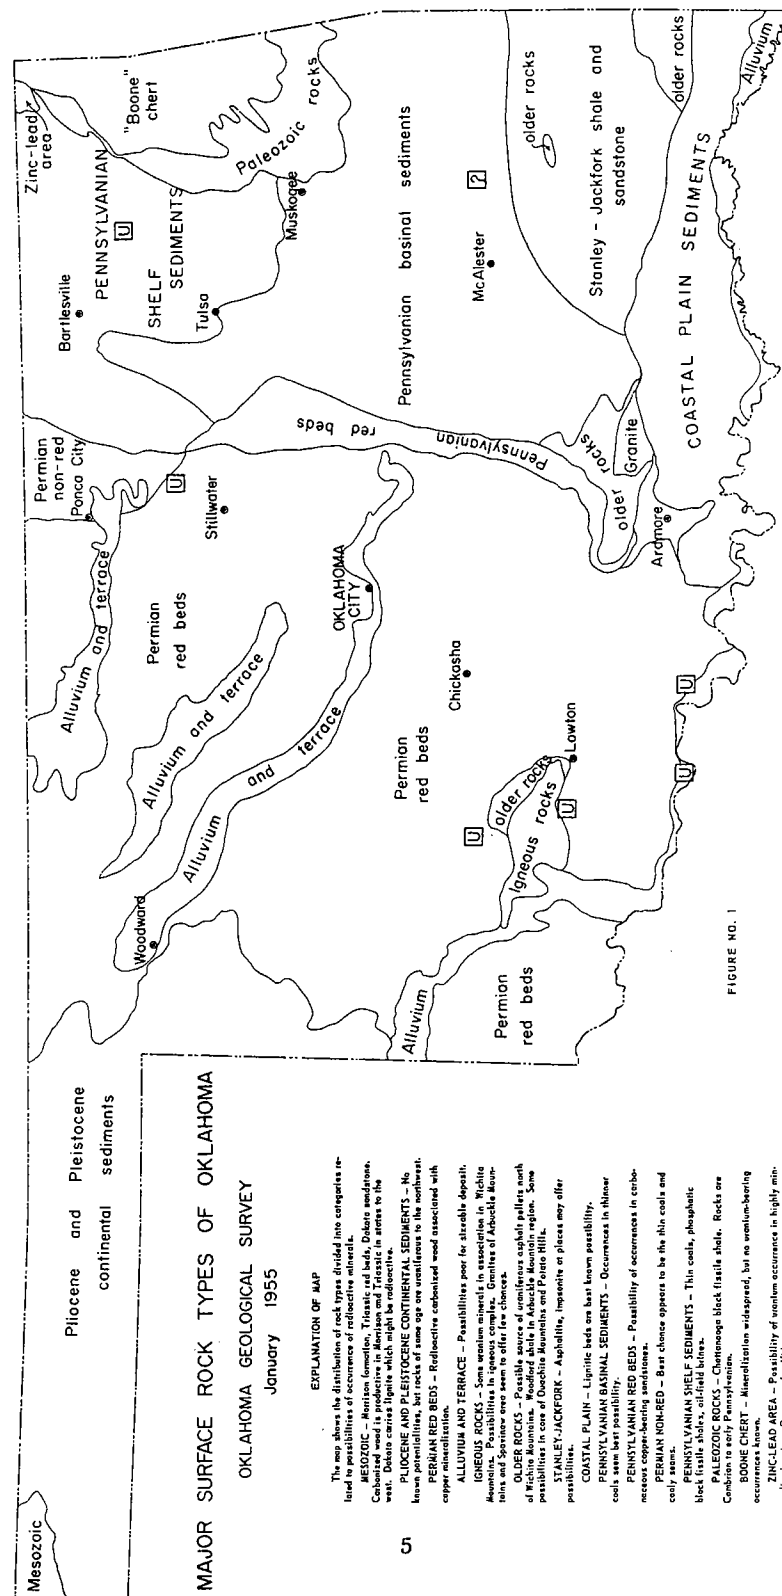 Mesozoic
Pliocene and Pleistocene
continental sediments
MAJOR SURFACE ROCK TYPES OF OKLAHOMA
OKLAHOMA GEOLOGICAL SURVEY
January 1955
EXPLANATION OF MAP
The map shows the distribution of rock types divided into categories re-
lated to possibilities of occurrence of radioactive minerals.
MESOZOIC – Morrison formation, Triassic red beds, Dakota sandstone.
Carbonized wood is productive in Morrison and Triassic in states to the
west. Dakota carries lignite which might be radioactive.
PLIOCENE AND PLEISTOCENE CONTINENTAL SEDIMENTS – No
known potentialities, but rocks of same age are uraniferous to the northwest.
PERMIAN RED BEDS – Radioactive carbonized wood associated with
copper mineralization.
ALLUVIUM AND TERRACE – Possibilities poor for sizeable deposit.
IGNEOUS ROCKS – Some uranium minerals in association in Wichita
Mountains. Possibilities in igneous complex. Granites of Arbuckle Moun-
tains and Spavinaw area seem to offer few chances.
OLDER ROCKS – Possible source of uraniferous asphalt pellets north
of Wichita Mountains. Woodford shale in Arbuckle Mountain region. Some
possibilities in core of Ouachita Mountains and Potato Hills.
STANLEY-JACKFORK – Asphaltite, impsonite at places may offer
possibilities.
COASTAL PLAIN – Lignitic beds are best known possibility.
PENNSYLVANIAN BASINAL SEDIMENTS – Occurrences in thinner
coals seem best possibility.
PENNSYLVANIAN RED BEDS – Possibility of occurrences in carbo-
naceous copper-bearing sandstones.
PERMIAN NON-RED – Best chance appears to be the thin coals and
coaly seams.
PENNSYLVANIAN SHELF SEDIMENTS – Thin coals, phosphatic
black fissile shales, oil-field brines.
PALEOZOIC ROCKS – Chattanooga black fissile shale. Rocks are
Cambrian to early Pennsylvanian.
BOONE CHERT – Mineralization widespread, but no uranium-bearing
occurrences known.
ZINC-LEAD AREA – Possibility of uranium occurrence in highly min-
5
Woodward
Alluvium and terrace
Alluvium and terrace
Alluvium and terrace
Permian
red beds
Permian
non-red
Ponca City
U
Stillwater
OKLAHOMA
CITY
Permian
red beds
Chickasha
Alluvium
Permian
red beds
U
older rocks
Igneous rocks
U
Lawton
U
U
FIGURE NO. 1
Zinc-lead
area
"Boone"
chert
Bartlesville
PENNSYLVANIAN
U
SHELF
SEDIMENTS
Tulsa
Paleozoic rocks
Muskogee
Pennsylvanian red beds
Pennsylvanian basinal sediments
McAlester
?
older rocks
Stanley – Jackfork shale and
sandstone
older rocks
older rocks
Granite
Ardmore
COASTAL PLAIN SEDIMENTS
Alluvium